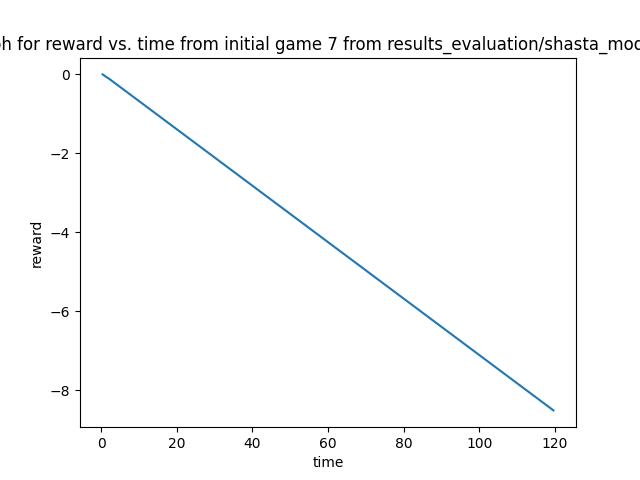 h for reward vs. time from initial game 7 from results_evaluation/shasta_mod
0
−2
−4
−6
−8
reward
0 20 40 60 80 100 120
time